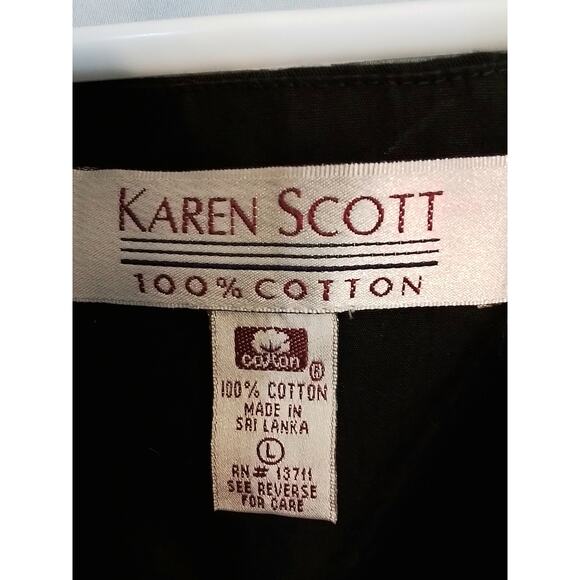 KAREN SCOTT
100% COTTON
cotton
®
100% COTTON
MADE IN
SRI LANKA
L
RN# 13711
SEE REVERSE
FOR CARE